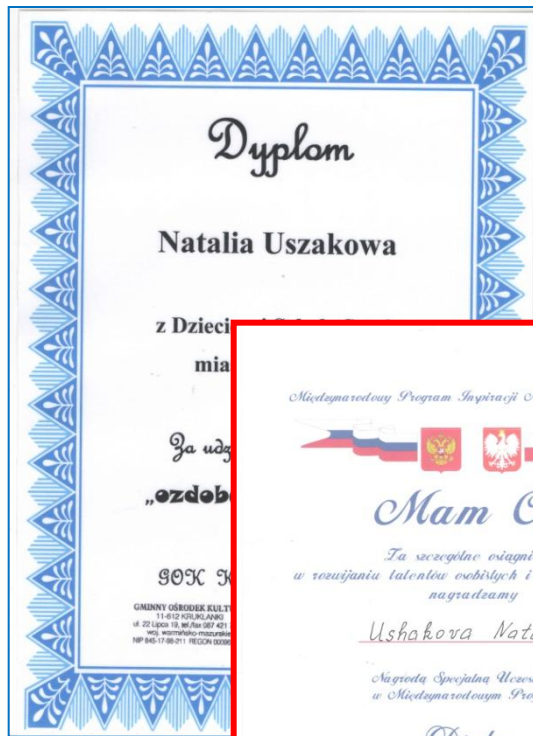 Dyplom
Natalia Uszakowa
z Dzieci
mia
Za udz
„ozdob
GOK K
GMINNY OŚRODEK KULT
11-612 KRUKLANKI
ul. 22 Lipca 19, tel./fax 087 421
woj. warmińsko-mazurskie
NIP 845-17-98-211 REGON
Międzynarodowy Program Inspiracji
Mam
Za szczególne osiągni
w rozwijaniu talentów osobistych i
nagradzamy
Ushakova Nat
Nagrodą Specjalną Uczes
w Międzynarodowym Pro